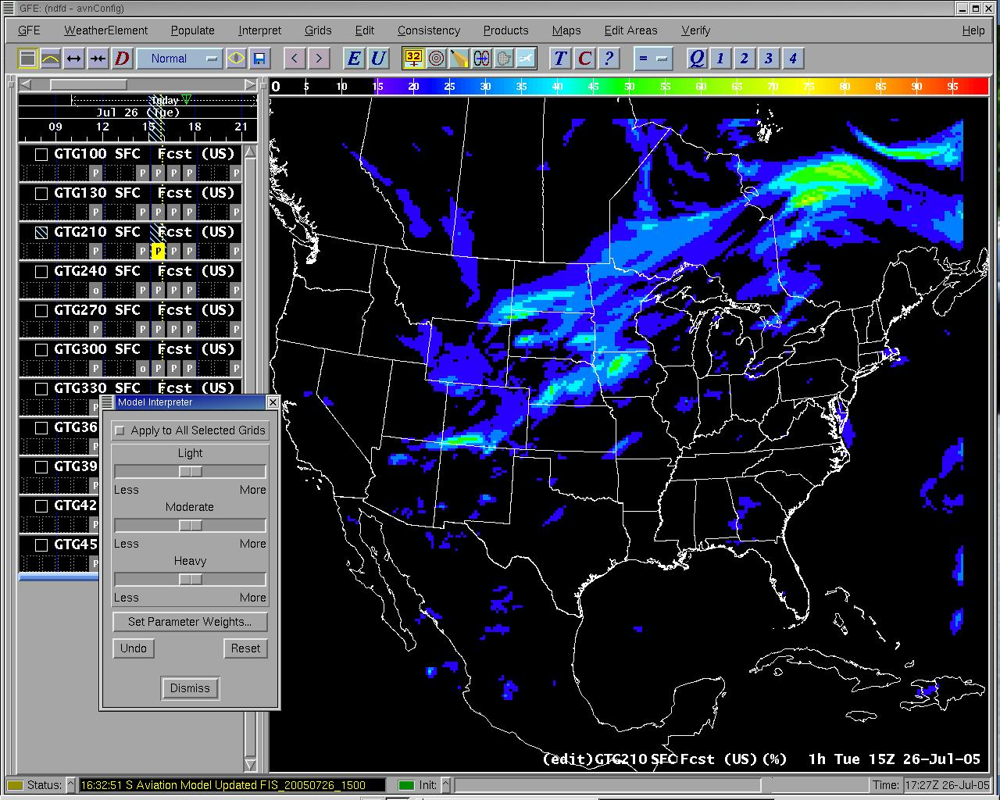 GFE: (ndfd - avnConfig)
GFE WeatherElement Populate Interpret Grids Edit Consistency Products Maps Edit Areas Verify Help
D Normal < > E U 32 T C ? = Q 1 2 3 4
0 5 10 15 20 25 30 35 40 45 50 55 60 65 70 75 80 85 90 95
Today
Jul 26 (Tue)
09 12 15 18 21
GTG100 SFC Fcst (US)
P P P P P P
GTG130 SFC Fcst (US)
P P P P P P
GTG210 SFC Fcst (US)
P P P P P P
GTG240 SFC Fcst (US)
o P P P P P
GTG270 SFC Fcst (US)
P P P P P P
GTG300 SFC Fcst (US)
P o P P P P
GTG330 SFC Fcst (US)
P
GTG36
P
GTG39
P
GTG42
P
GTG45
P
Model Interpreter
Apply to All Selected Grids
Light
Less More
Moderate
Less More
Heavy
Less More
Set Parameter Weights...
Undo Reset
Dismiss
(edit)GTG210 SFC Fcst (US) (%) 1h Tue 15Z 26-Jul-05
Status: ^ 16:32:51 S Aviation Model Updated FIS_20050726_1500 Init: ^ Time: 17:27Z 26-Jul-05